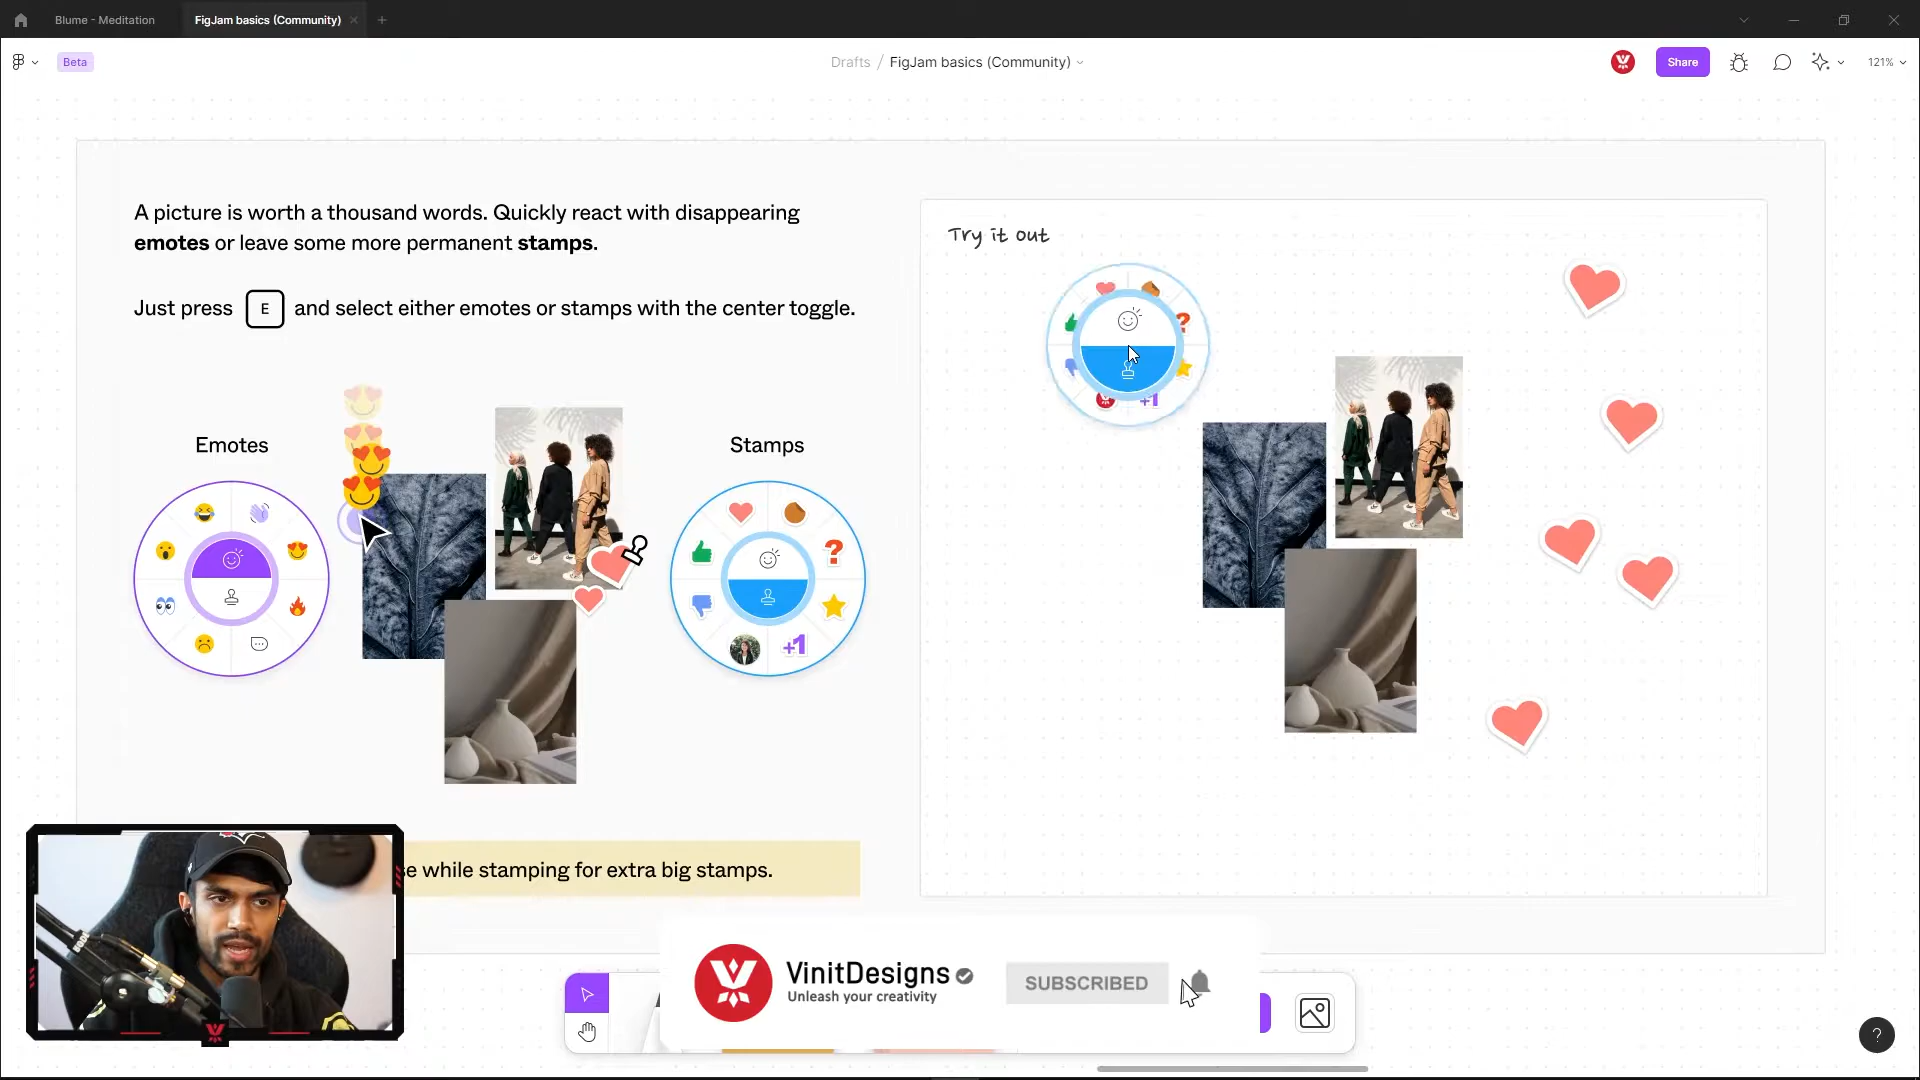 Blume - Meditation
FigJam basics (Community)
Beta
Drafts / FigJam basics (Community)
Share
121%
A picture is worth a thousand words. Quickly react with disappearing
emotes or leave some more permanent stamps.
Just press E and select either emotes or stamps with the center toggle.
Emotes
Stamps
?
+1
Try it out
?
+1
se while stamping for extra big stamps.
VinitDesigns
Unleash your creativity
SUBSCRIBED
?